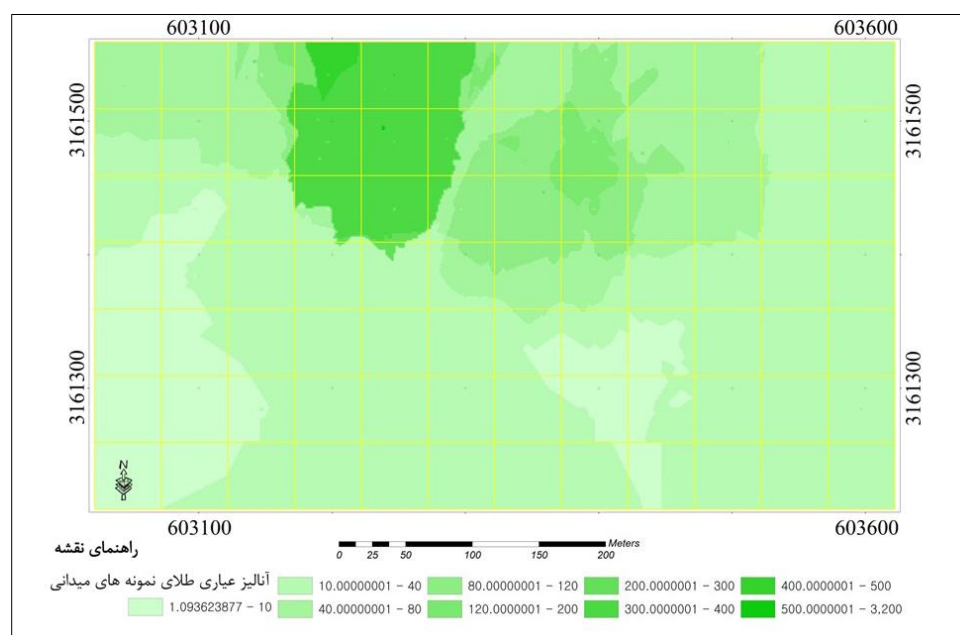 603100 603600
3161500 3161500
3161300 3161300
N
603100 603600
راهنمای نقشه
0 25 50 100 150 200 Meters
آنالیز عیاری طلای نمونه های میدانی
10.00000001 - 40 80.00000001 - 120 200.0000001 - 300 400.0000001 - 500
1.093623877 - 10 40.00000001 - 80 120.0000001 - 200 300.0000001 - 400 500.0000001 - 3,200